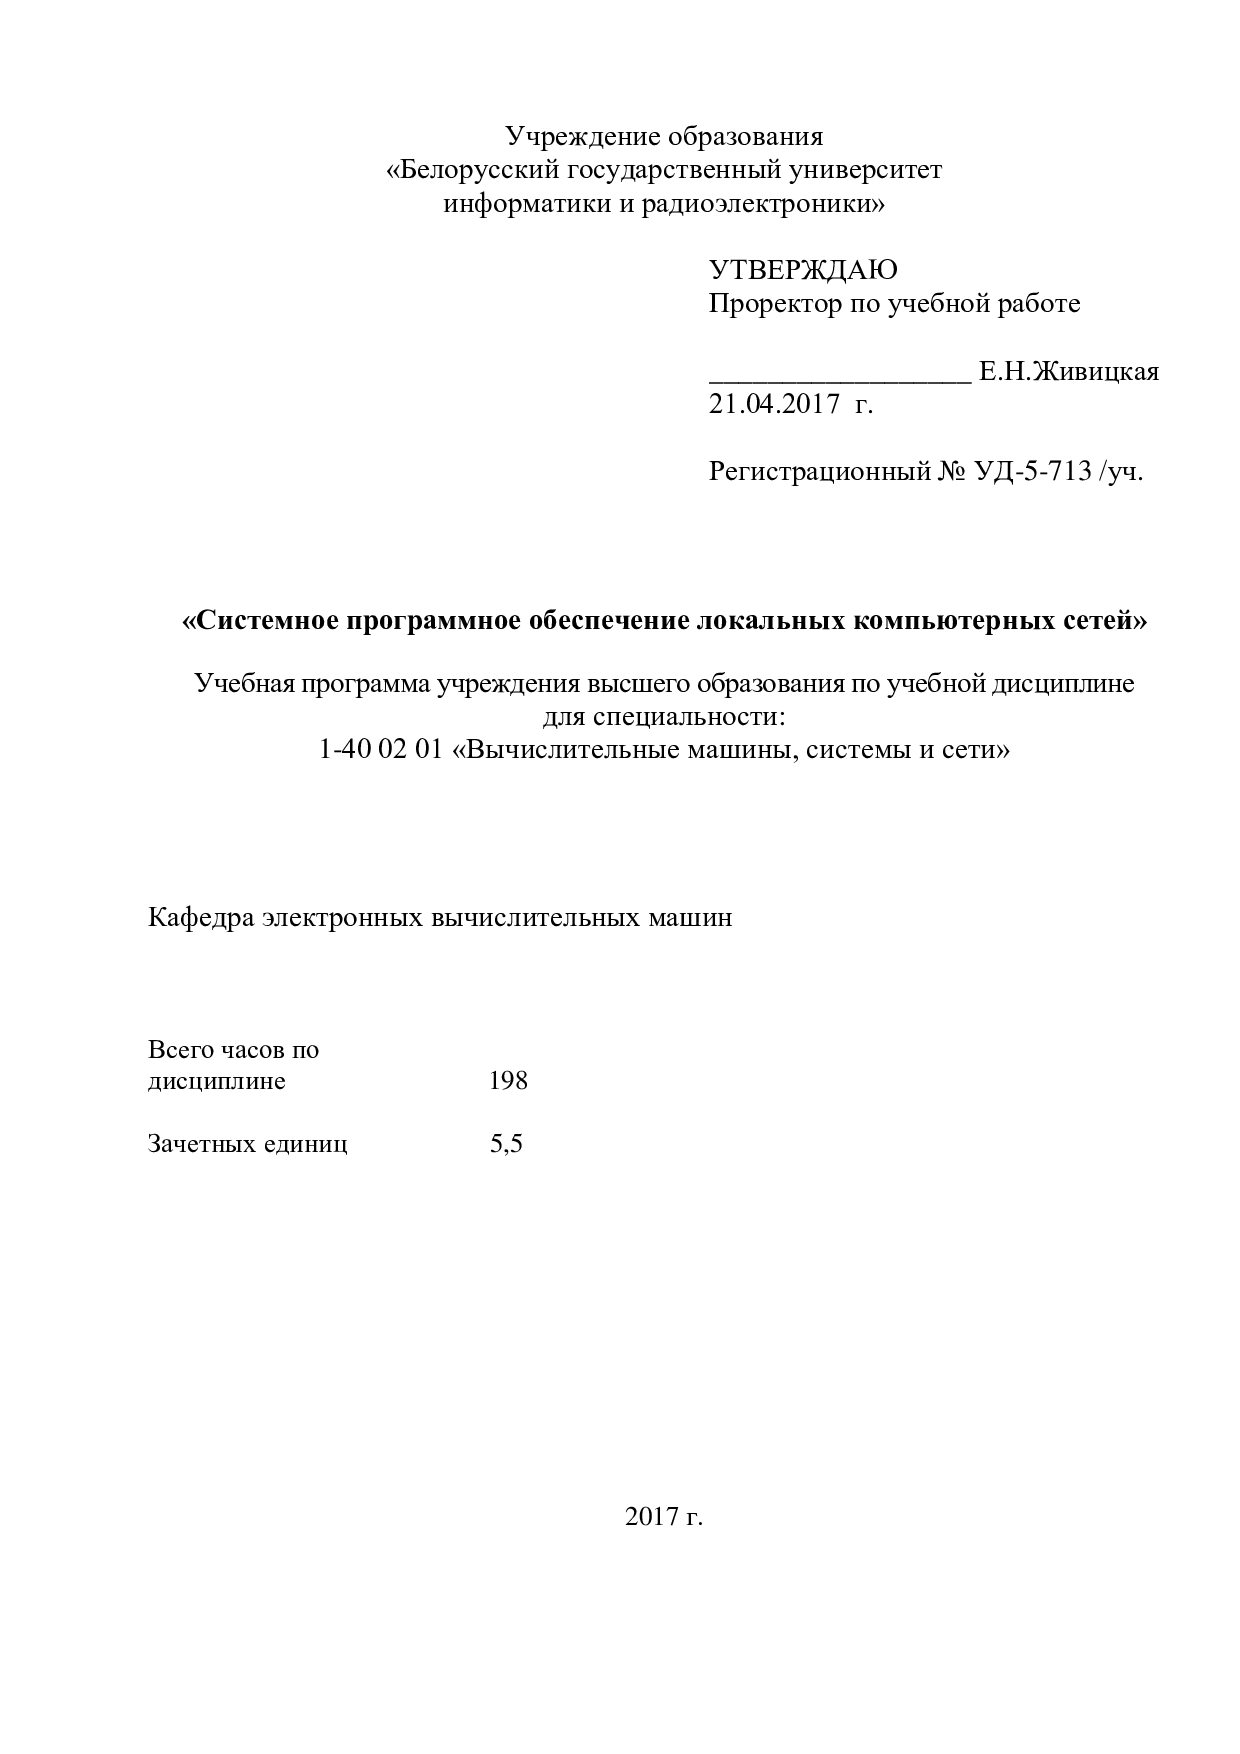 Учреждение образования
«Белорусский государственный университет
информатики и радиоэлектроники»
УТВЕРЖДАЮ
Проректор по учебной работе
__________________ Е.Н.Живицкая
21.04.2017 г.
Регистрационный № УД-5-713 /уч.
«Системное программное обеспечение локальных компьютерных сетей»
Учебная программа учреждения высшего образования по учебной дисциплине
для специальности:
1-40 02 01 «Вычислительные машины, системы и сети»
Кафедра электронных вычислительных машин
Всего часов по
дисциплине 198
Зачетных единиц 5,5
2017 г.